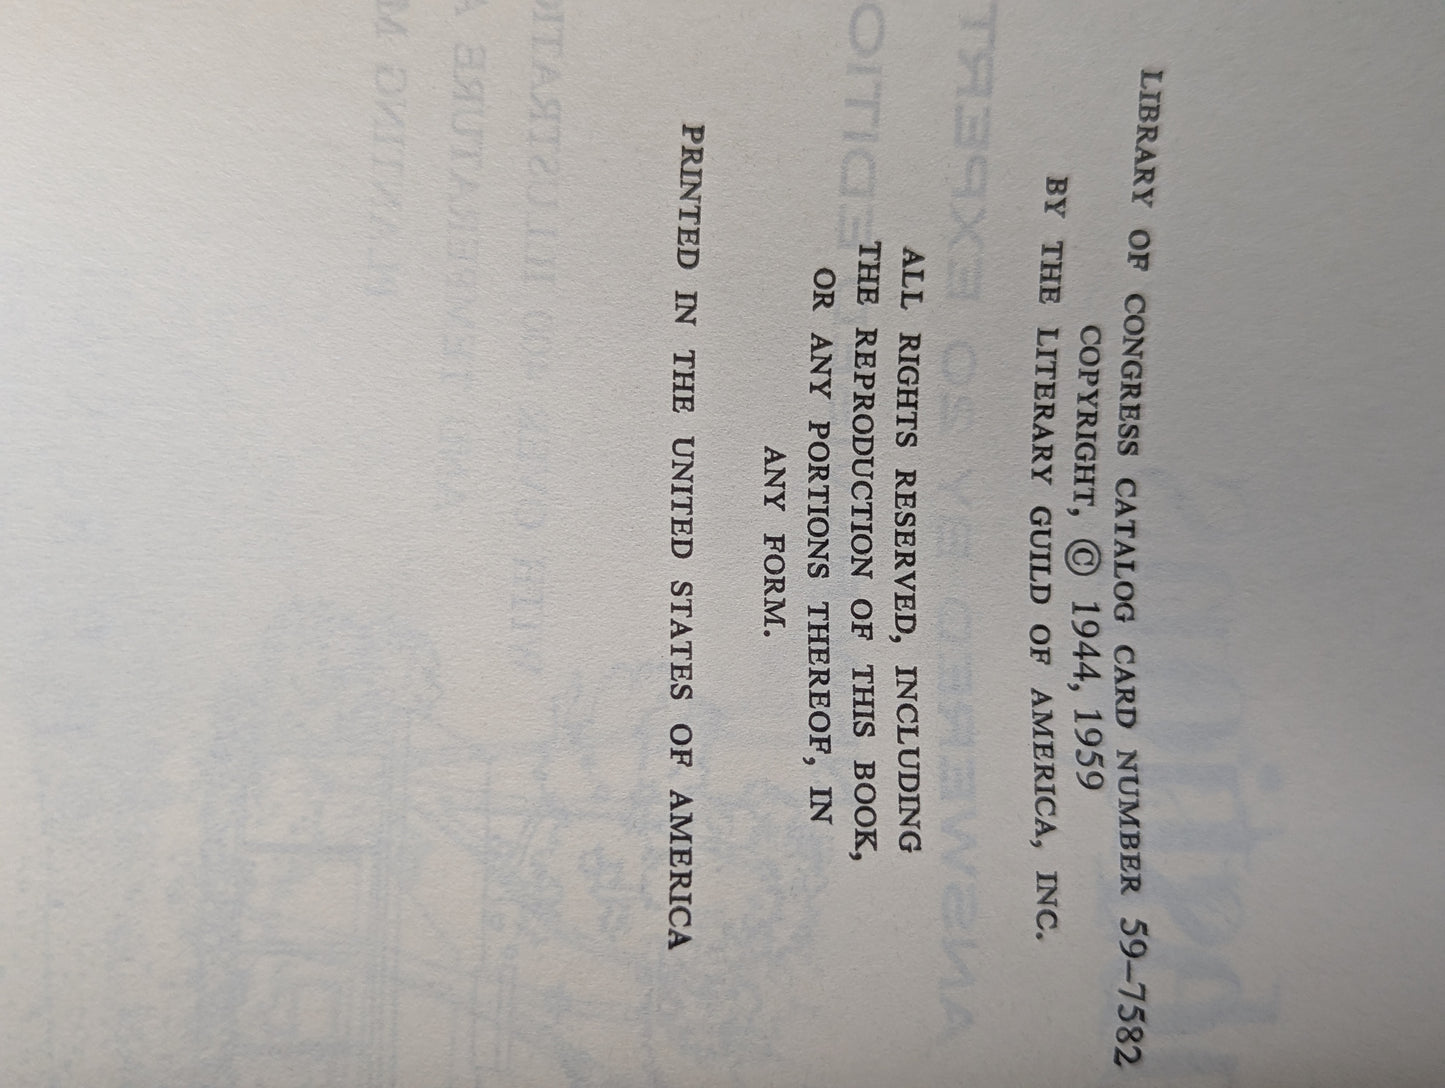 LIBRARY OF CONGRESS CATALOG CARD NUMBER 59–7582
COPYRIGHT, © 1944, 1959
BY THE LITERARY GUILD OF AMERICA, INC.
ALL RIGHTS RESERVED, INCLUDING
THE REPRODUCTION OF THIS BOOK,
OR ANY PORTIONS THEREOF, IN
ANY FORM.
PRINTED IN THE UNITED STATES OF AMERICA